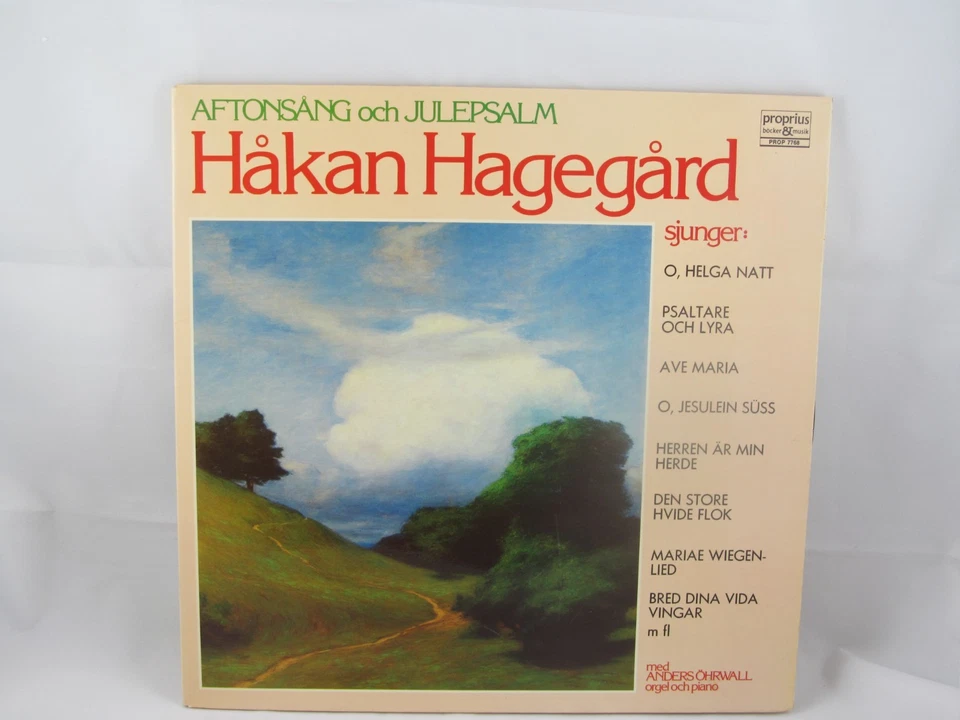 AFTONSÅNG och JULEPSALM
Håkan Hagegård
proprius
böcker & musik
PROP 7768
sjunger:
O, HELGA NATT
PSALTARE
OCH LYRA
AVE MARIA
O, JESULEIN SÜSS
HERREN ÄR MIN
HERDE
DEN STORE
HVIDE FLOK
MARIAE WIEGEN-
LIED
BRED DINA VIDA
VINGAR
m fl
med
ANDERS ÖHRWALL
orgel och piano